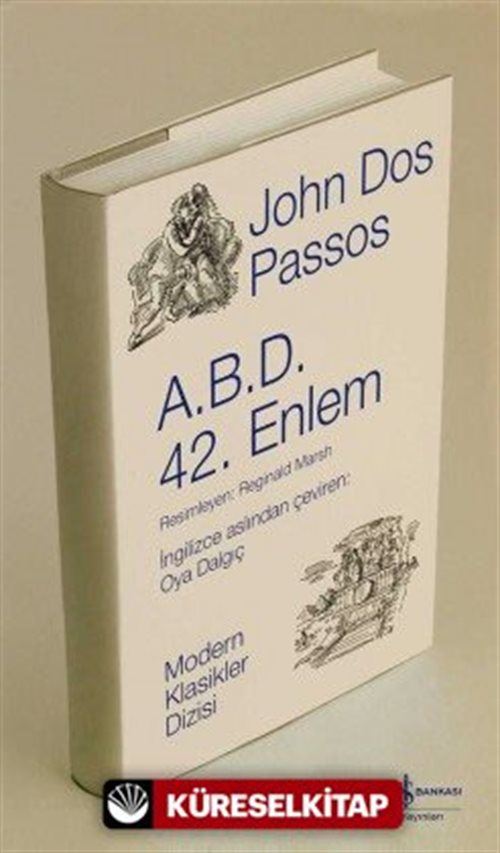 John Dos
Passos
A.B.D.
42. Enlem
Resimleyen: Reginald Marsh
İngilizce aslından çeviren:
Oya Dalgıç
Modern
Klasikler
Dizisi
KÜRESELKİTAP
BANKASI